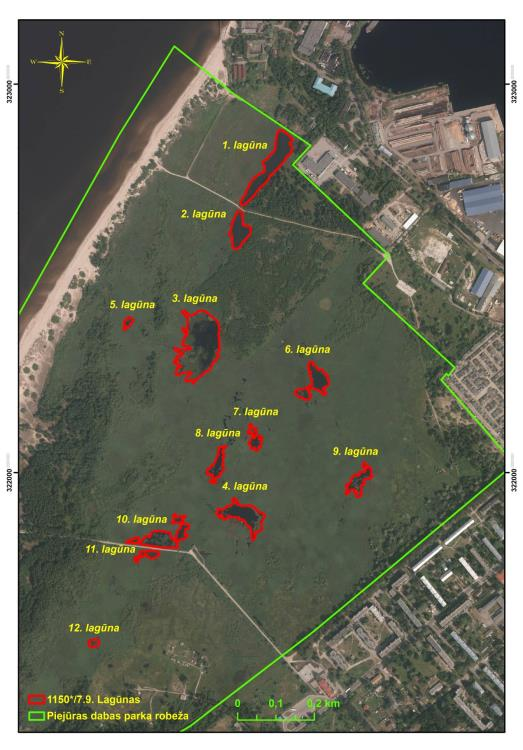 N
W E
S
323000
323000
1. lagūna
2. lagūna
5. lagūna
3. lagūna
6. lagūna
7. lagūna
8. lagūna
9. lagūna
4. lagūna
322000
322000
10. lagūna
11. lagūna
12. lagūna
1150*/7.9. Lagūnas
Piejūras dabas parka robeža
0 0,1 0,2 km